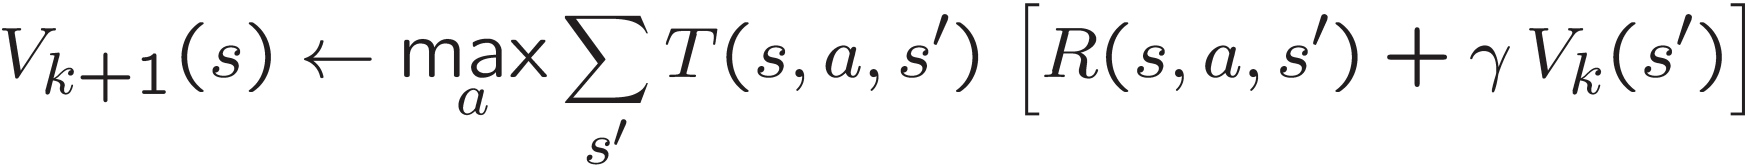 V_{k+1}(s) ← max_a ∑_{s′} T(s, a, s′) [R(s, a, s′) + γ V_k(s′)]